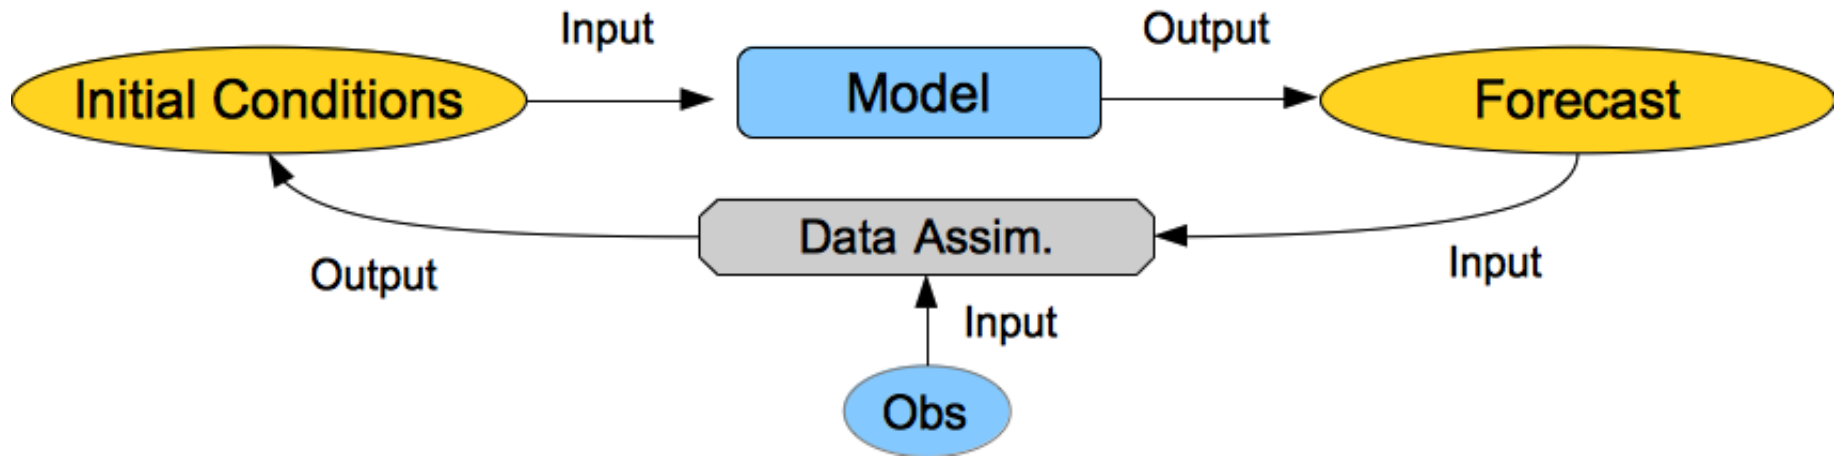 Input
Output
Initial Conditions
Model
Forecast
Data Assim.
Output
Input
Input
Obs